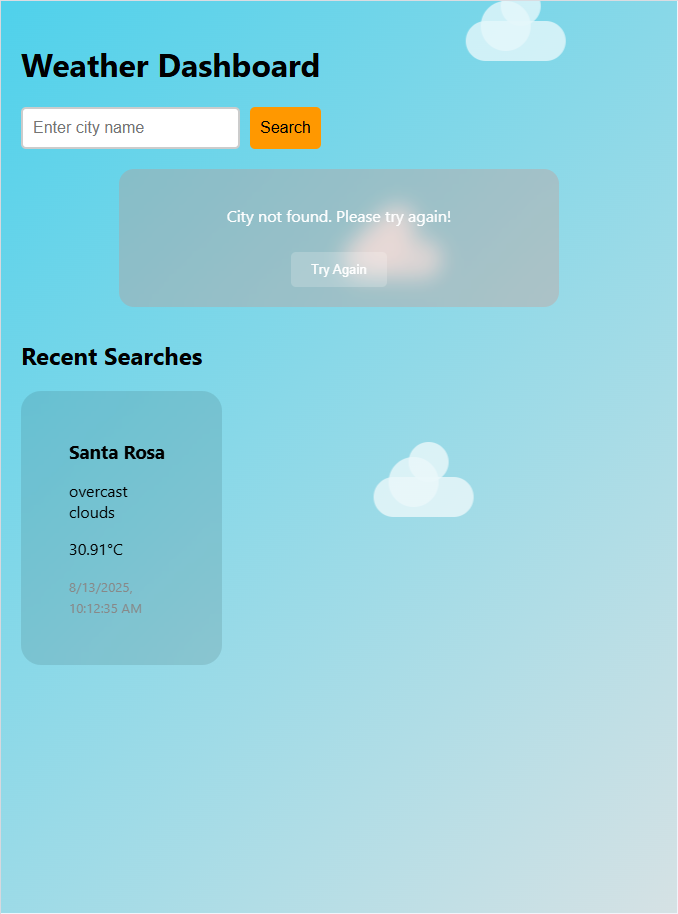 Weather Dashboard
Enter city name
Search
City not found. Please try again!
Try Again
Recent Searches
Santa Rosa
overcast
clouds
30.91°C
8/13/2025,
10:12:35 AM